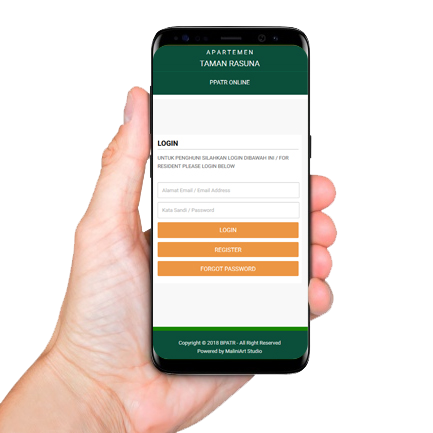 APARTEMEN
TAMAN RASUNA
PPATR ONLINE
LOGIN
UNTUK PENGHUNI SILAHKAN LOGIN DIBAWAH INI / FOR
RESIDENT PLEASE LOGIN BELOW
Alamat Email / Email Address
Kata Sandi / Password
LOGIN
REGISTER
FORGOT PASSWORD
Copyright © 2018 BPATR - All Right Reserved
Powered by MaliniArt Studio